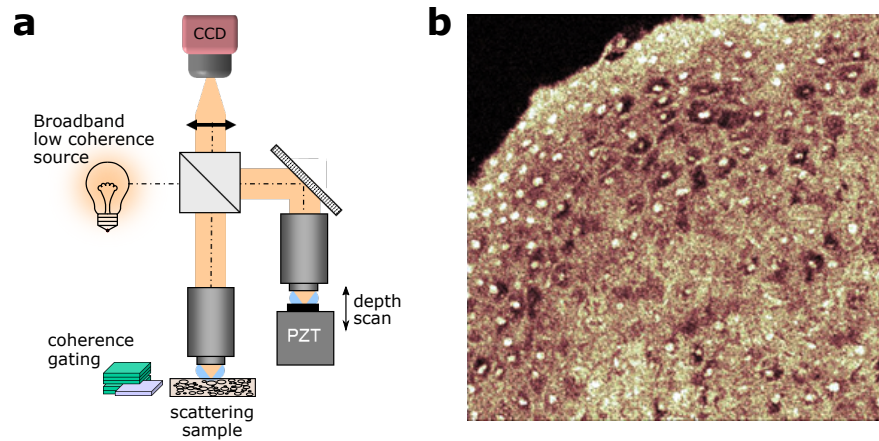 a
CCD
Broadband
low coherence
source
depth
scan
PZT
coherence
gating
scattering
sample
b